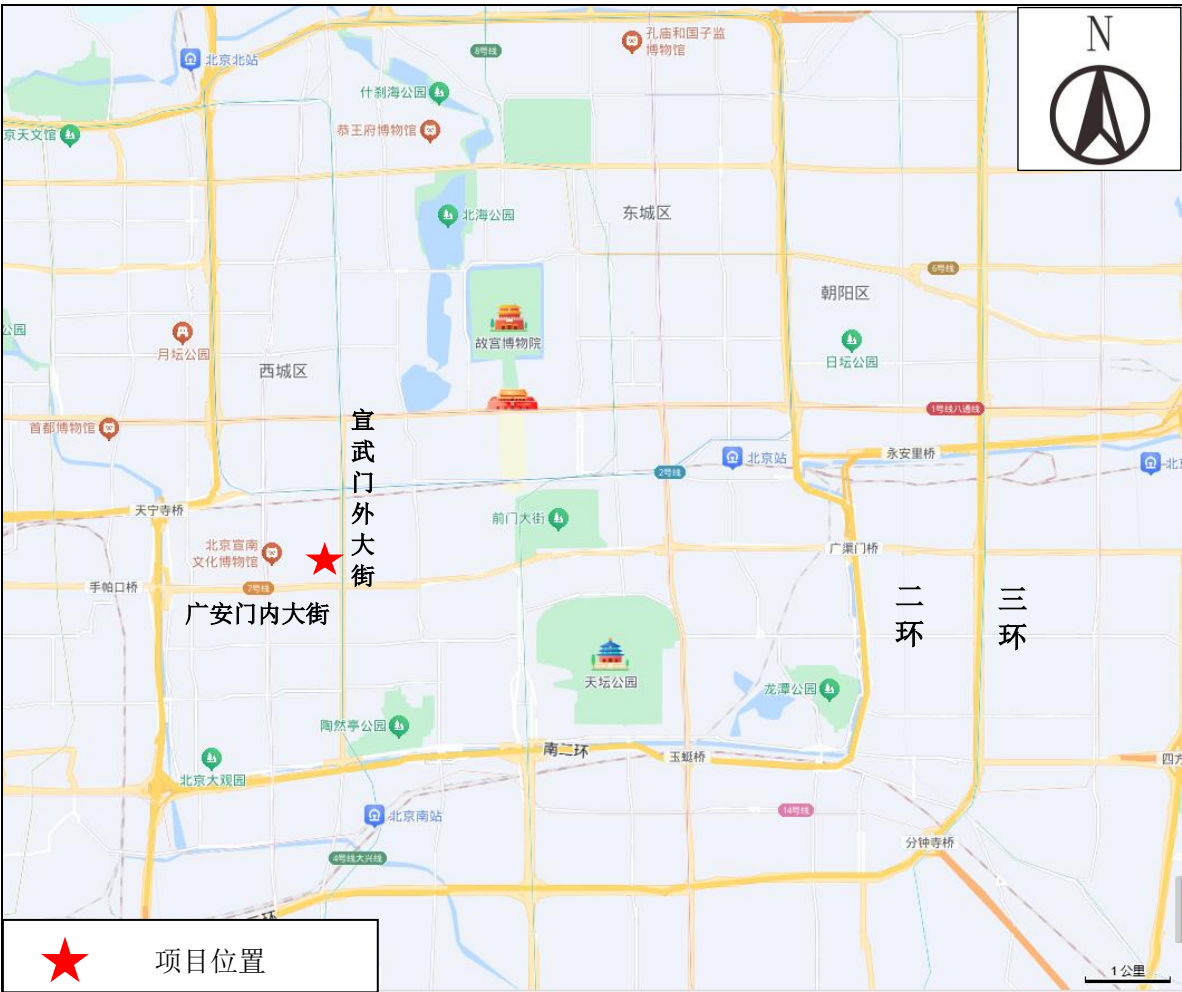 N
孔庙和国子监
博物馆
8号线
北京北站
什刹海公园
恭王府博物馆
京天文馆
北海公园
东城区
6号线
朝阳区
公园
月坛公园
故宫博物院
日坛公园
西城区
1号线八通线
首都博物馆
宣
武
门
外
大
街
永安里桥
北京站
2号线
天宁寺桥
前门大街
北京宣南
文化博物馆
广渠门桥
手帕口桥
7号线
广安门内大街
二
环
三
环
天坛公园
龙潭公园
陶然亭公园
南二环
玉蜓桥
四方
北京大观园
14号线
北京南站
分钟寺桥
4号线大兴线
项目位置
1公里